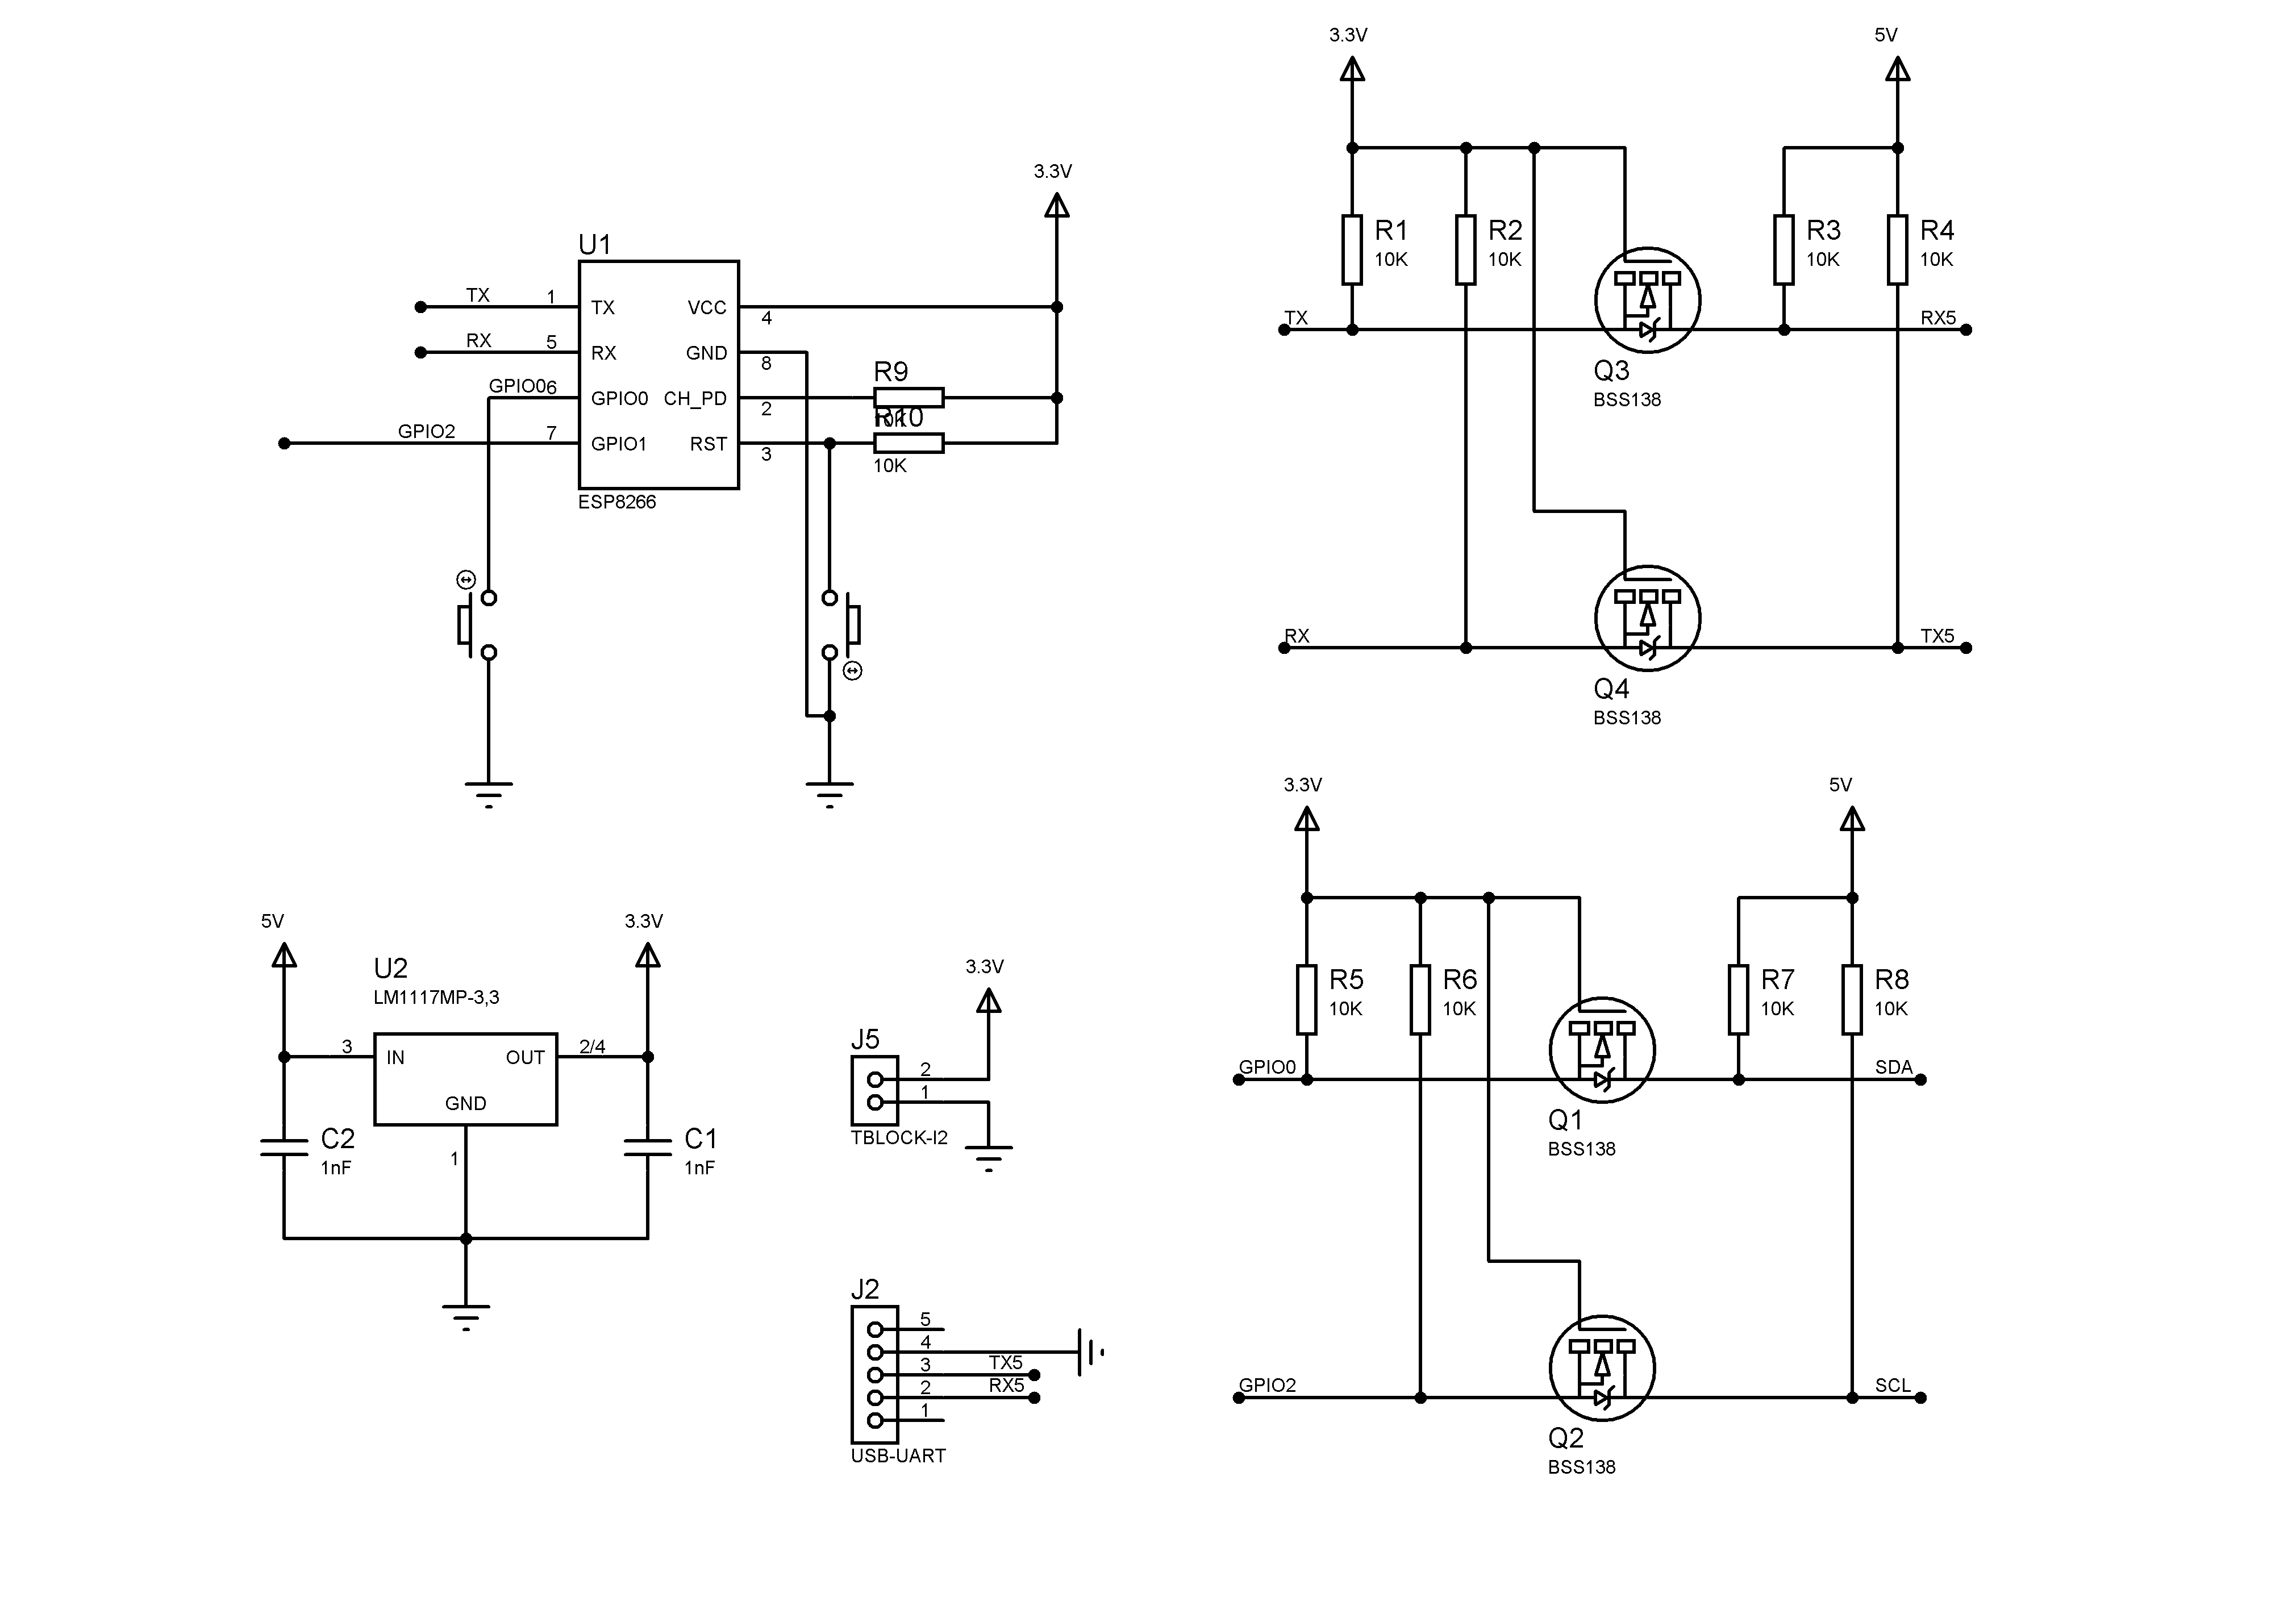 3.3V
U1
TX 1 TX VCC 4
RX 5 RX GND 8
GPIO0 6 GPIO0 CH_PD 2
GPIO2 7 GPIO1 RST 3
ESP8266
R9
10K
R10
10K
3.3V
5V
R1
10K
R2
10K
R3
10K
R4
10K
TX
RX5
Q3
BSS138
RX
TX5
Q4
BSS138
5V
3.3V
U2
LM1117MP-3,3
3 IN OUT 2/4
GND
1
C2
1nF
C1
1nF
3.3V
J5
2
1
TBLOCK-I2
J2
5
4
3 TX5
2 RX5
1
USB-UART
3.3V
5V
R5
10K
R6
10K
R7
10K
R8
10K
GPIO0
SDA
Q1
BSS138
GPIO2
SCL
Q2
BSS138